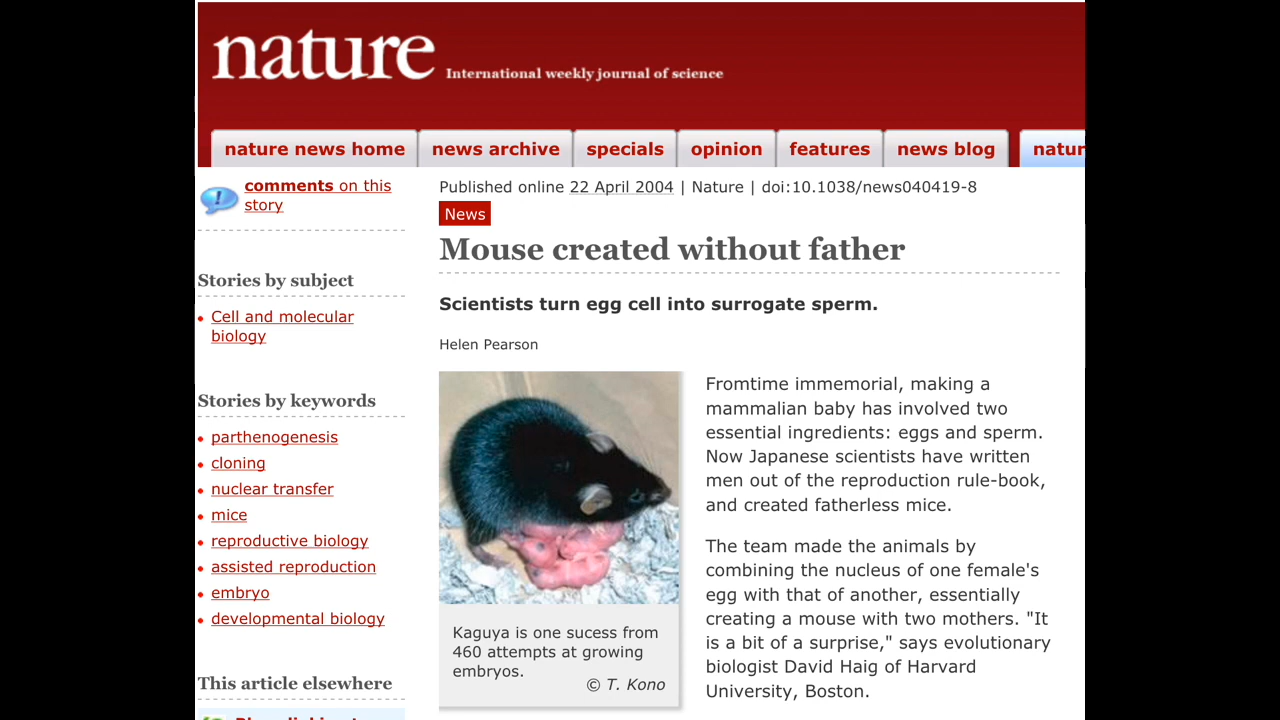 nature International weekly journal of science
nature news home news archive specials opinion features news blog
comments on this
story
Stories by subject
Cell and molecular
biology
Stories by keywords
parthenogenesis
cloning
nuclear transfer
mice
reproductive biology
assisted reproduction
embryo
developmental biology
This article elsewhere
Published online 22 April 2004 | Nature | doi:10.1038/news040419-8
News
Mouse created without father
Scientists turn egg cell into surrogate sperm.
Helen Pearson
Kaguya is one sucess from
460 attempts at growing
embryos.
© T. Kono
Fromtime immemorial, making a
mammalian baby has involved two
essential ingredients: eggs and sperm.
Now Japanese scientists have written
men out of the reproduction rule-book,
and created fatherless mice.
The team made the animals by
combining the nucleus of one female's
egg with that of another, essentially
creating a mouse with two mothers. "It
is a bit of a surprise," says evolutionary
biologist David Haig of Harvard
University, Boston.